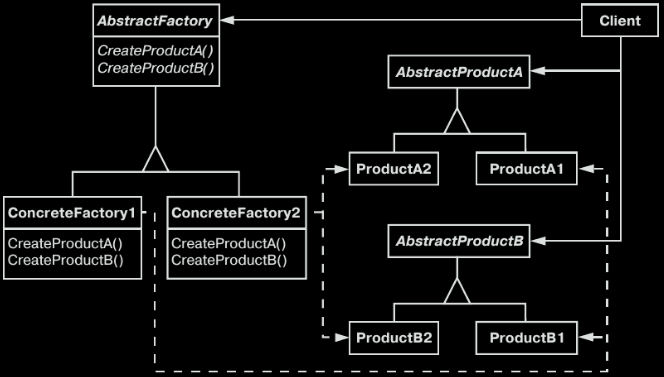 AbstractFactory
CreateProductA()
CreateProductB()
Client
AbstractProductA
ProductA2
ProductA1
ConcreteFactory1
CreateProductA()
CreateProductB()
ConcreteFactory2
CreateProductA()
CreateProductB()
AbstractProductB
ProductB2
ProductB1